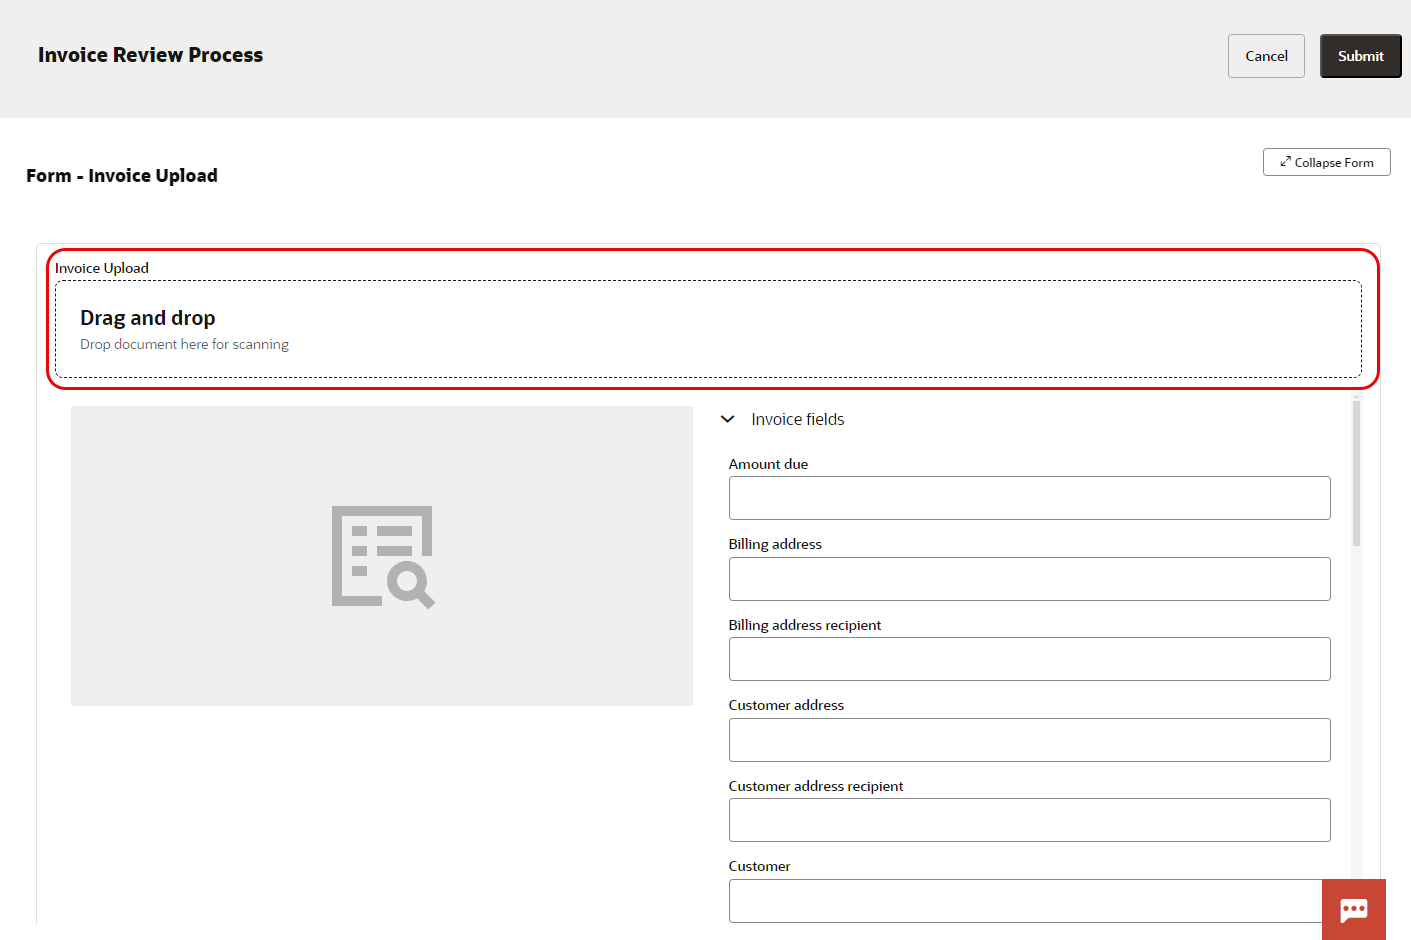 Invoice Review Process
Cancel
Submit
Form - Invoice Upload
Collapse Form
Invoice Upload
Drag and drop
Drop document here for scanning
Invoice fields
Amount due
Billing address
Billing address recipient
Customer address
Customer address recipient
Customer